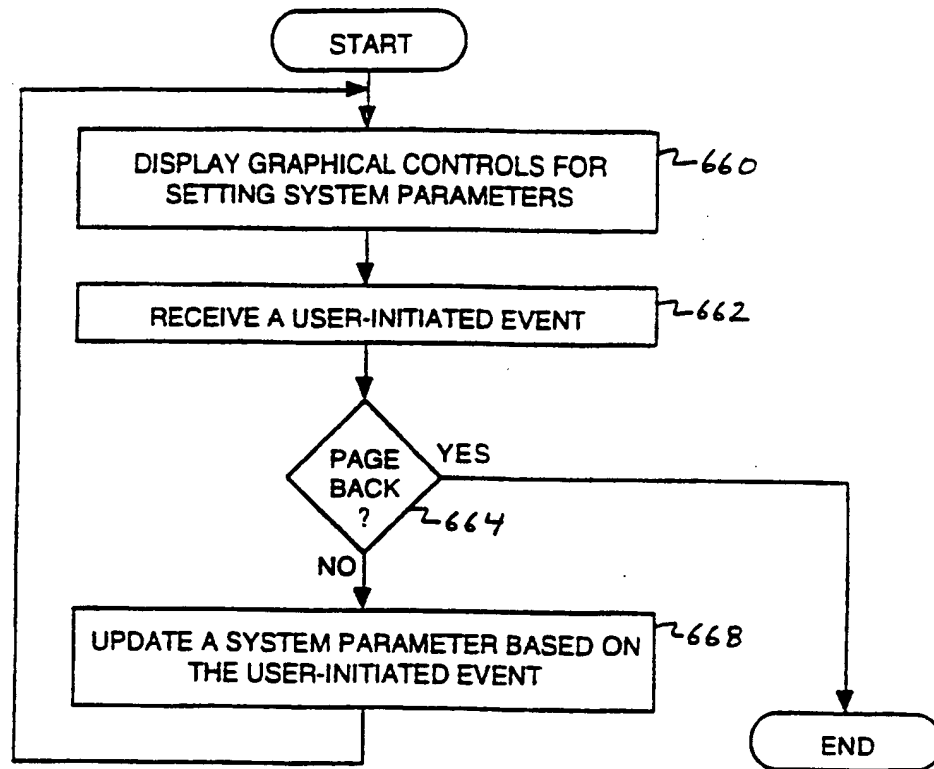 START
DISPLAY GRAPHICAL CONTROLS FOR
SETTING SYSTEM PARAMETERS
660
RECEIVE A USER-INITIATED EVENT
662
PAGE
BACK
?
YES
664
NO
UPDATE A SYSTEM PARAMETER BASED ON
THE USER-INITIATED EVENT
668
END